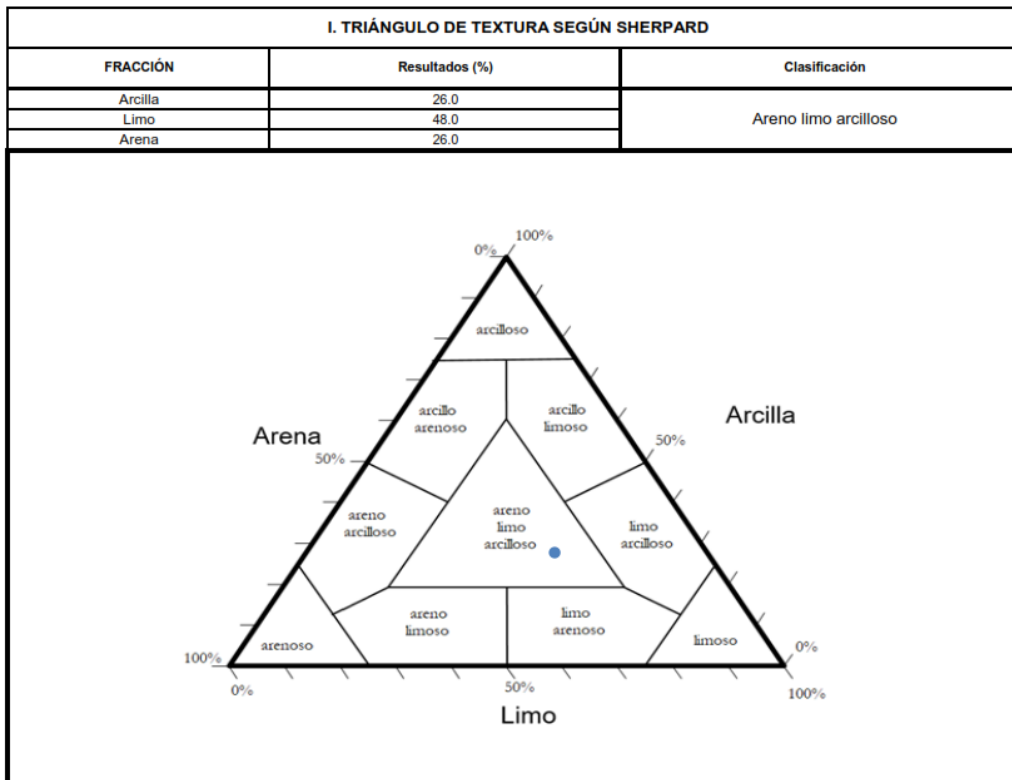 I. TRIÁNGULO DE TEXTURA SEGÚN SHERPARD
FRACCIÓN Resultados (%) Clasificación
Arcilla 26.0
Limo 48.0
Arena 26.0
Areno limo arcilloso
0% 100%
arcilloso
arcillo
arenoso
arcillo
limoso
Arena
Arcilla
50%
50%
areno
arcilloso
areno
limo
arcilloso
limo
arcilloso
arenoso
areno
limoso
limo
arenoso
limoso
100%
0%
0%
50%
100%
Limo